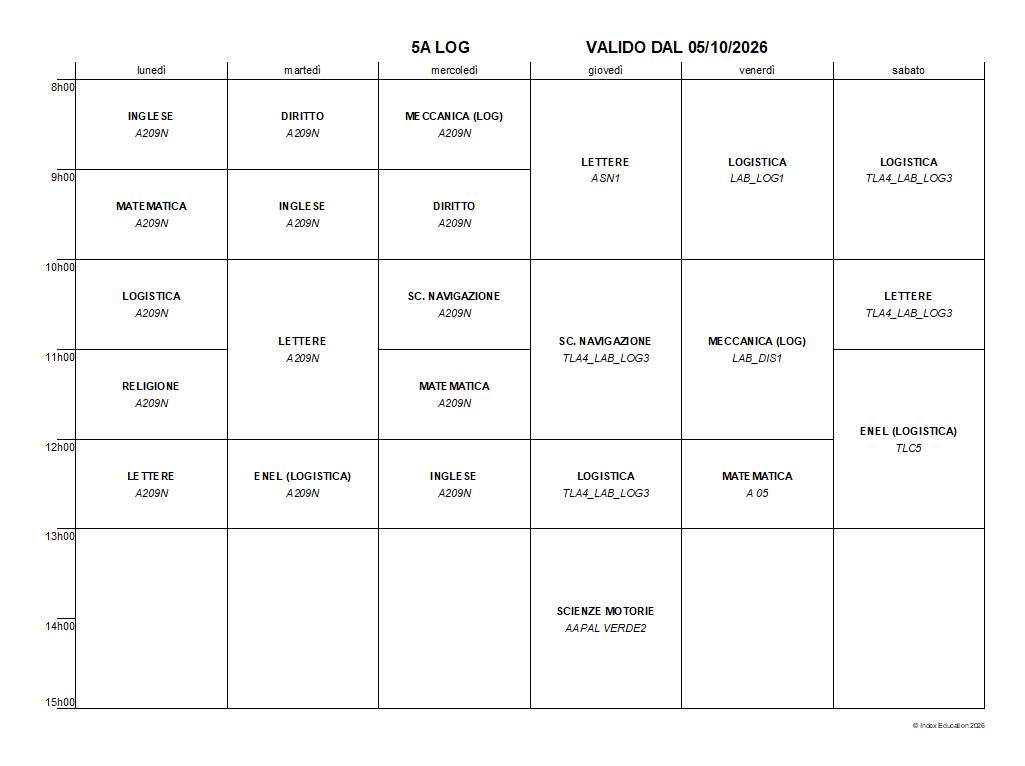 5A LOG VALIDO DAL 05/10/2026
lunedì martedì mercoledì giovedì venerdì sabato
8h00
INGLESE DIRITTO MECCANICA (LOG)
A209N A209N A209N
LETTERE LOGISTICA LOGISTICA
ASN1 LAB_LOG1 TLA4_LAB_LOG3
9h00
MATEMATICA INGLESE DIRITTO
A209N A209N A209N
10h00
LOGISTICA SC. NAVIGAZIONE LETTERE
A209N A209N TLA4_LAB_LOG3
LETTERE SC. NAVIGAZIONE MECCANICA (LOG)
A209N TLA4_LAB_LOG3 LAB_DIS1
11h00
RELIGIONE MATEMATICA
A209N A209N
ENEL (LOGISTICA)
TLC5
12h00
LETTERE ENEL (LOGISTICA) INGLESE LOGISTICA MATEMATICA
A209N A209N A209N TLA4_LAB_LOG3 A 05
13h00
SCIENZE MOTORIE
AAPAL VERDE2
14h00
15h00
© Index Education 2026